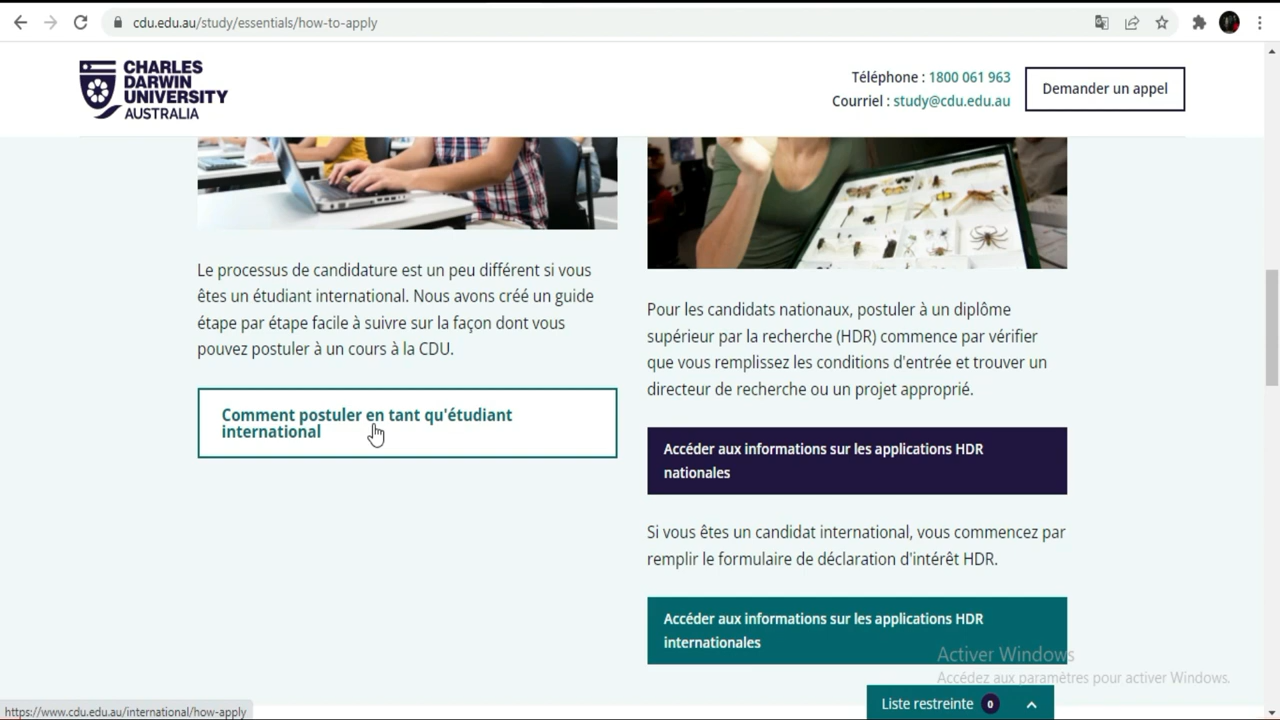 cdu.edu.au/study/essentials/how-to-apply
CHARLES
DARWIN
UNIVERSITY
AUSTRALIA
Téléphone : 1800 061 963
Courriel : study@cdu.edu.au
Demander un appel
Le processus de candidature est un peu différent si vous
êtes un étudiant international. Nous avons créé un guide
étape par étape facile à suivre sur la façon dont vous
pouvez postuler à un cours à la CDU.
Comment postuler en tant qu'étudiant
international
Pour les candidats nationaux, postuler à un diplôme
supérieur par la recherche (HDR) commence par vérifier
que vous remplissez les conditions d'entrée et trouver un
directeur de recherche ou un projet approprié.
Accéder aux informations sur les applications HDR
nationales
Si vous êtes un candidat international, vous commencez par
remplir le formulaire de déclaration d'intérêt HDR.
Accéder aux informations sur les applications HDR
internationales
Activer Windows
Accédez aux paramètres pour activer Windows.
Liste restreinte 0
https://www.cdu.edu.au/international/how-apply